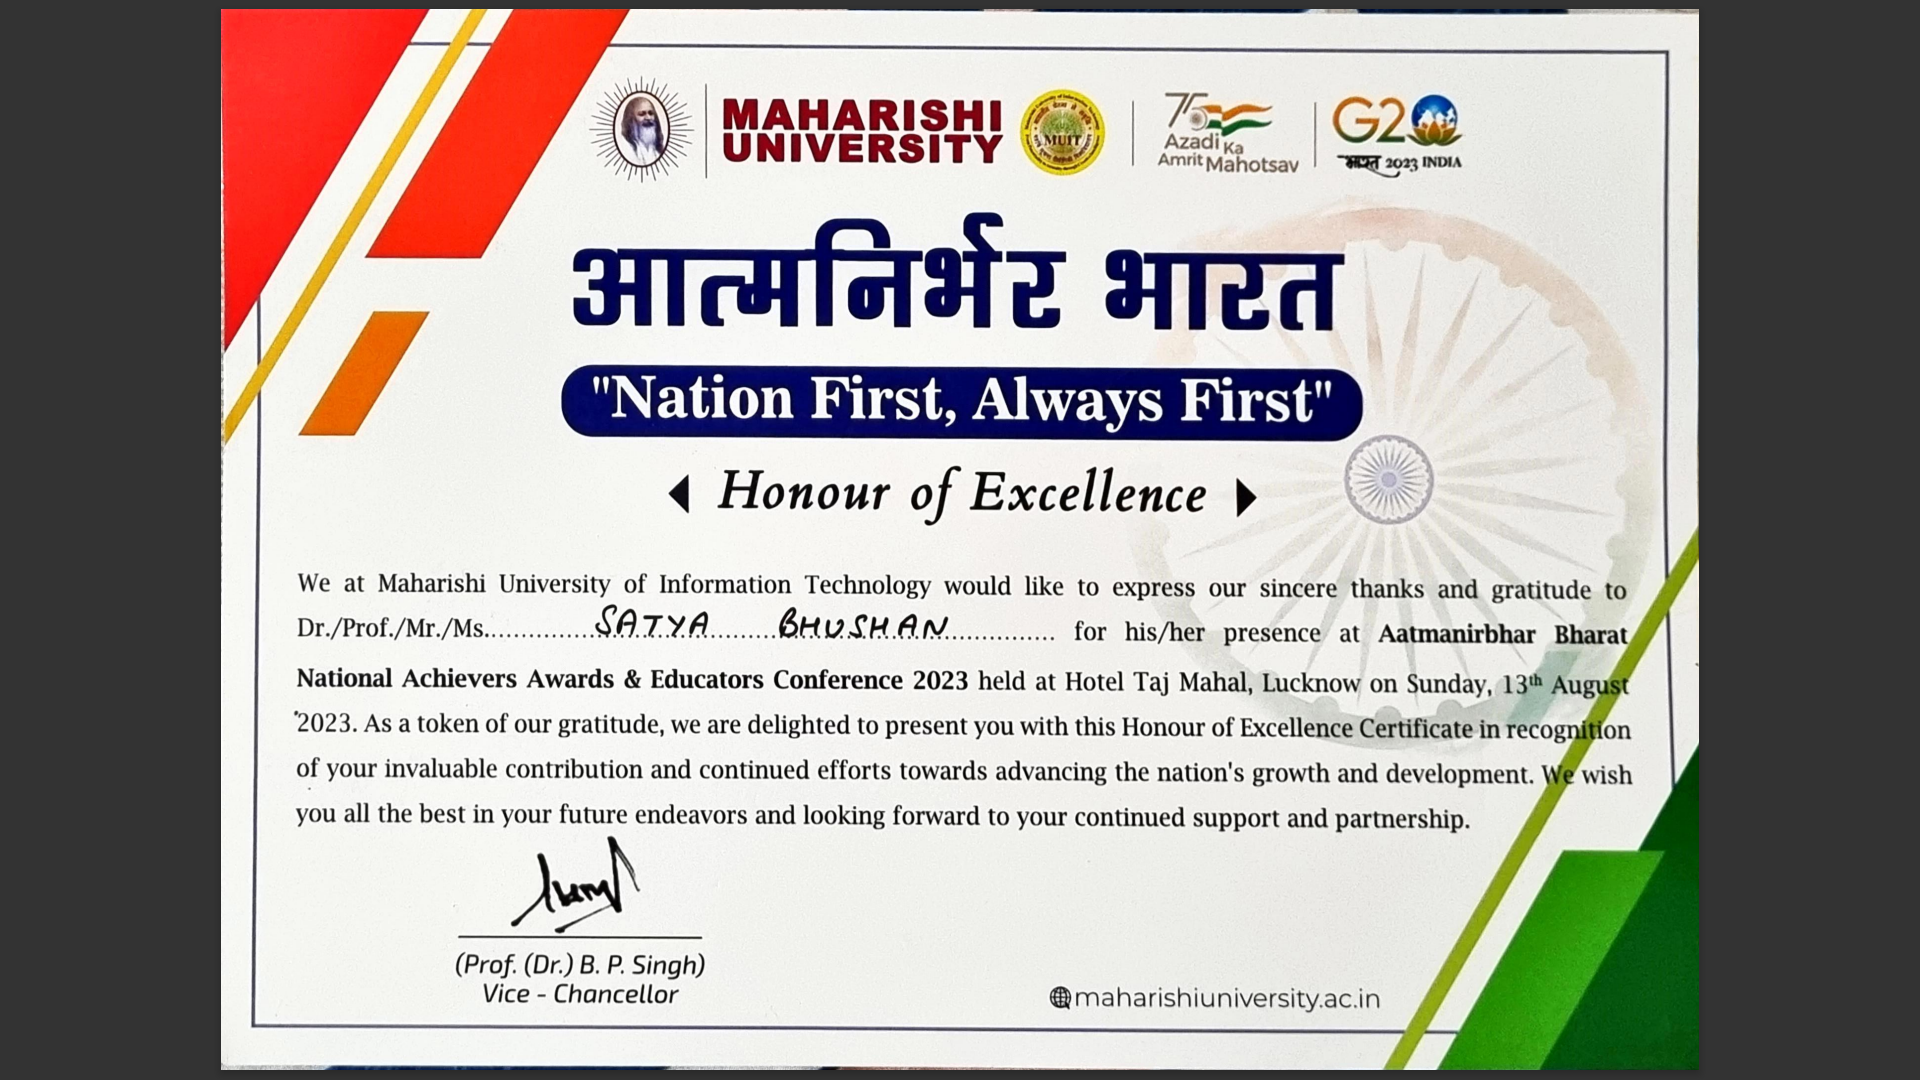 MAHARISHI
UNIVERSITY
MUIT
75
Azadi Ka
Amrit Mahotsav
G20
भारत 2023 INDIA
आत्मनिर्भर भारत
"Nation First, Always First"
Honour of Excellence
We at Maharishi University of Information Technology would like to express our sincere thanks and gratitude to
Dr./Prof./Mr./Ms. SATYA BHUSHAN for his/her presence at Aatmanirbhar Bharat
National Achievers Awards & Educators Conference 2023 held at Hotel Taj Mahal, Lucknow on Sunday, 13th August
2023. As a token of our gratitude, we are delighted to present you with this Honour of Excellence Certificate in recognition
of your invaluable contribution and continued efforts towards advancing the nation's growth and development. We wish
you all the best in your future endeavors and looking forward to your continued support and partnership.
(Prof. (Dr.) B. P. Singh)
Vice - Chancellor
maharishiuniversity.ac.in